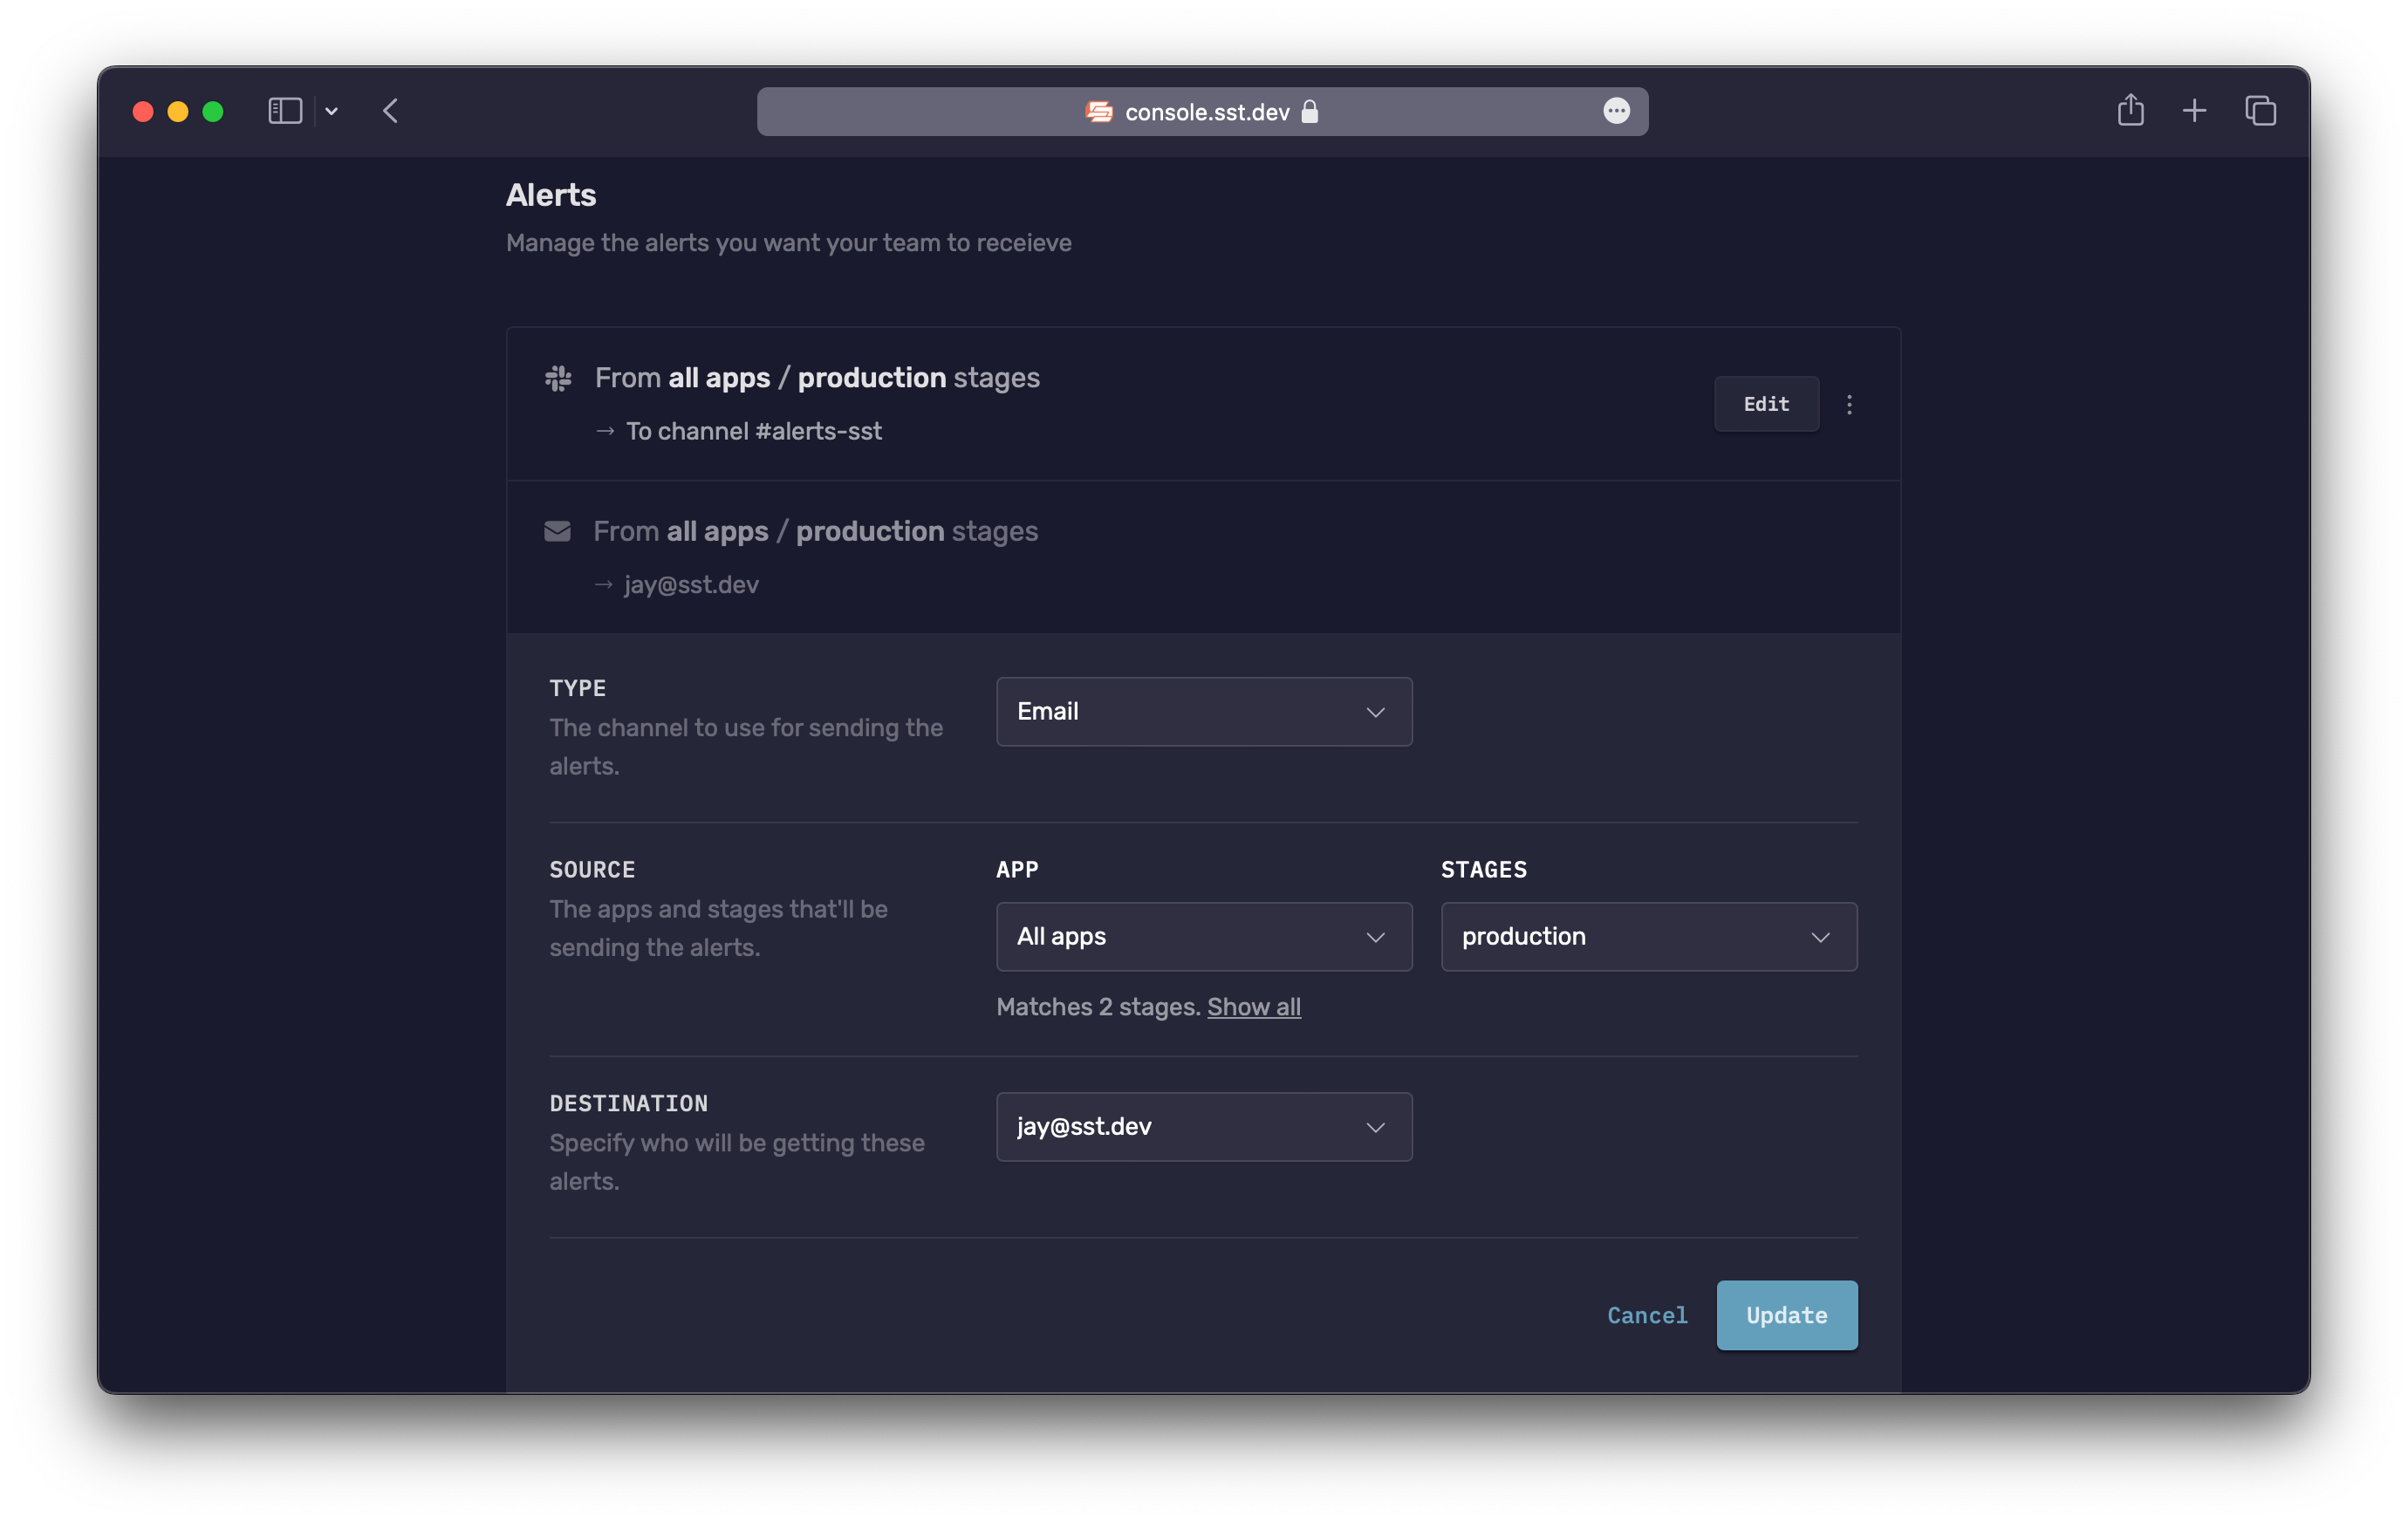 console.sst.dev
Alerts
Manage the alerts you want your team to receieve
From all apps / production stages
→ To channel #alerts-sst
Edit
From all apps / production stages
→ jay@sst.dev
TYPE
The channel to use for sending the
alerts.
Email
SOURCE
The apps and stages that'll be
sending the alerts.
APP
All apps
STAGES
production
Matches 2 stages. Show all
DESTINATION
Specify who will be getting these
alerts.
jay@sst.dev
Cancel
Update